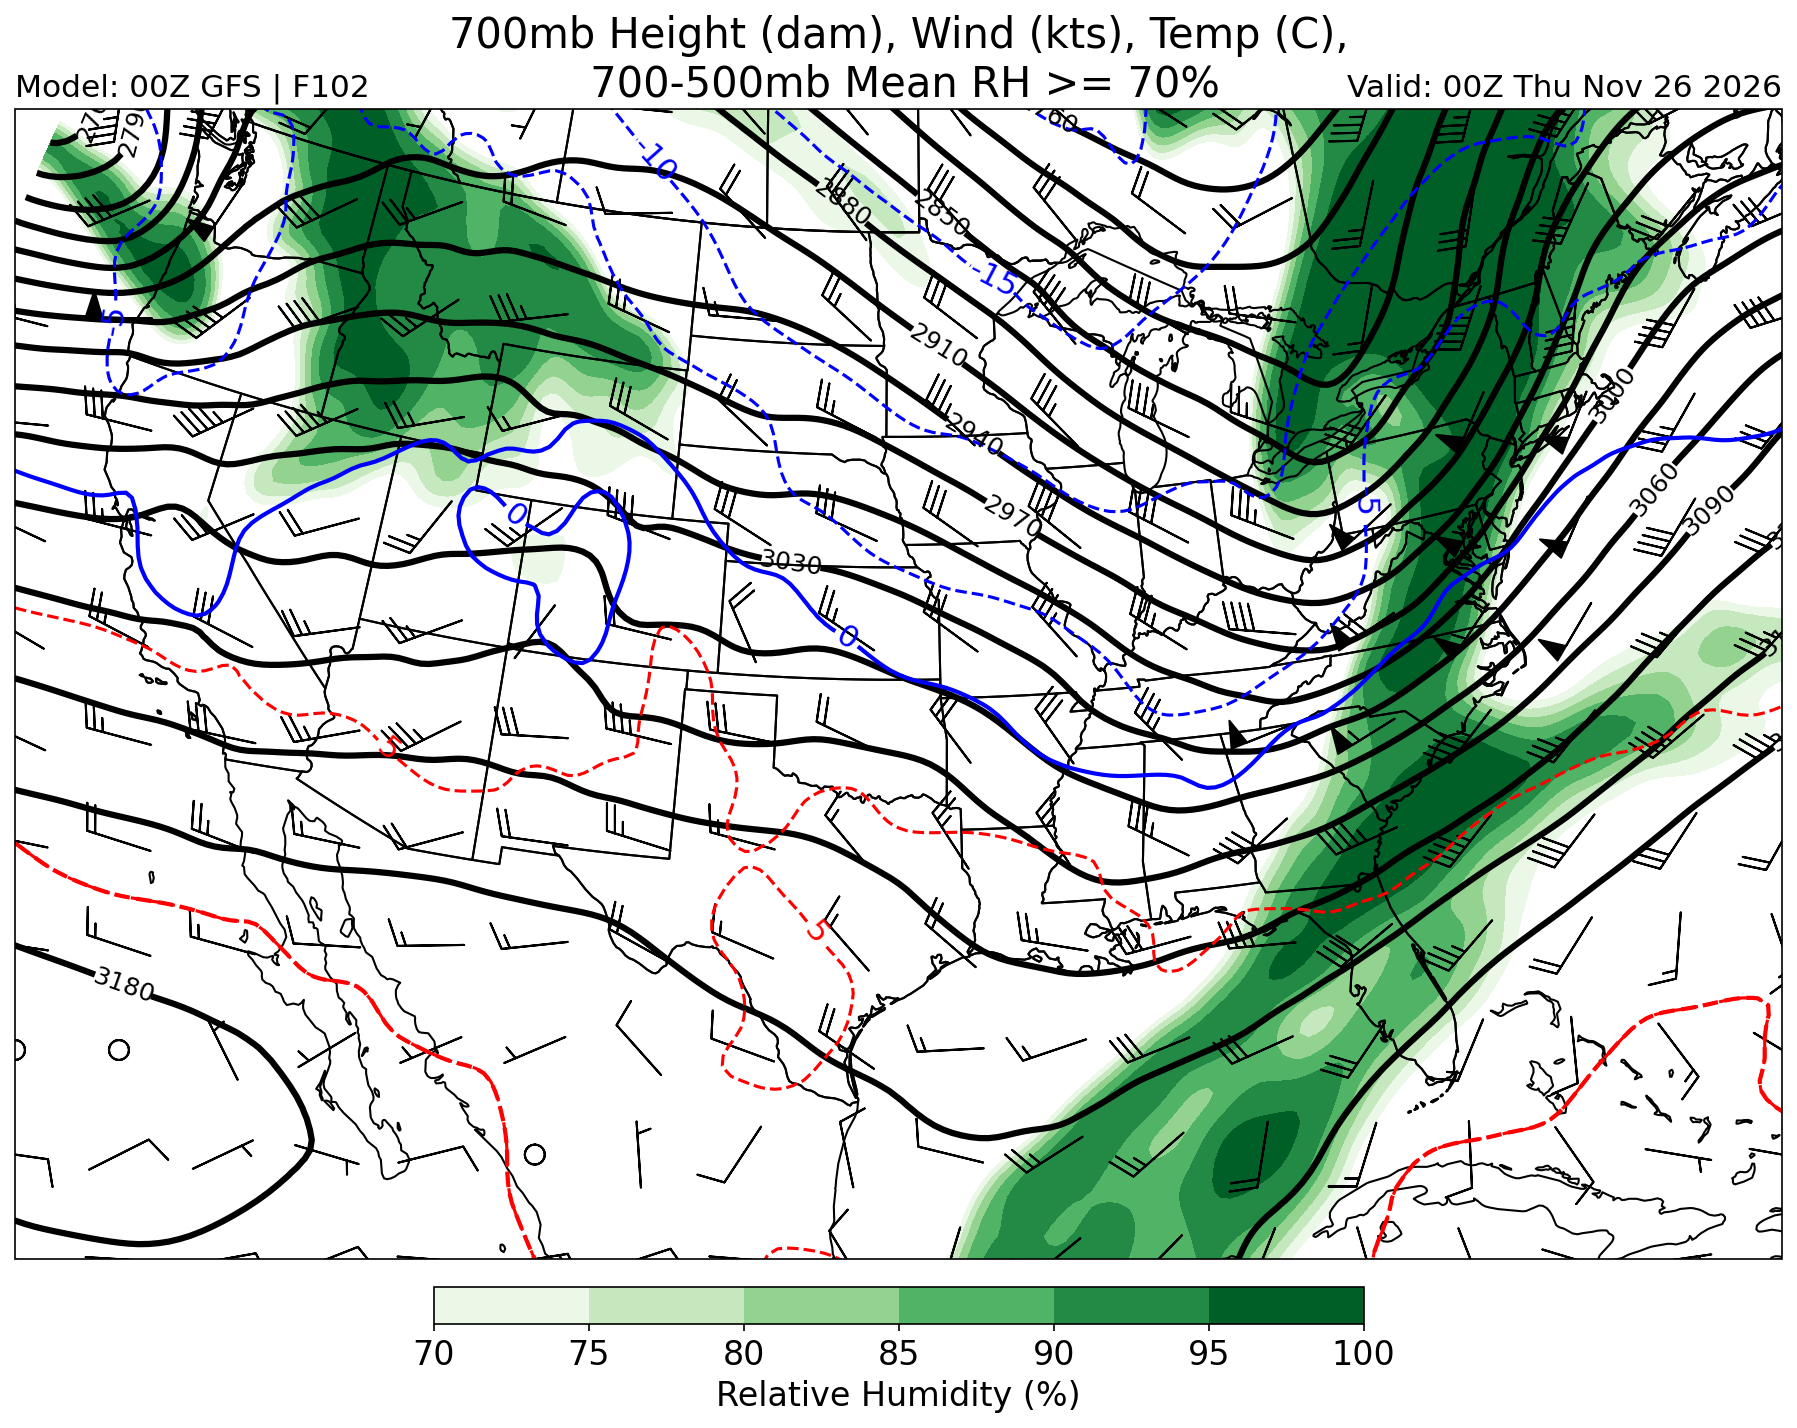 700mb Height (dam), Wind (kts), Temp (C),
700-500mb Mean RH >= 70%
Model: 00Z GFS | F102
Valid: 00Z Thu Nov 26 2026
-10
2880
2850
-15
2910
2940
2970
3000
3060
3090
-5
0
3030
0
5
5
3180
70 75 80 85 90 95 100
Relative Humidity (%)